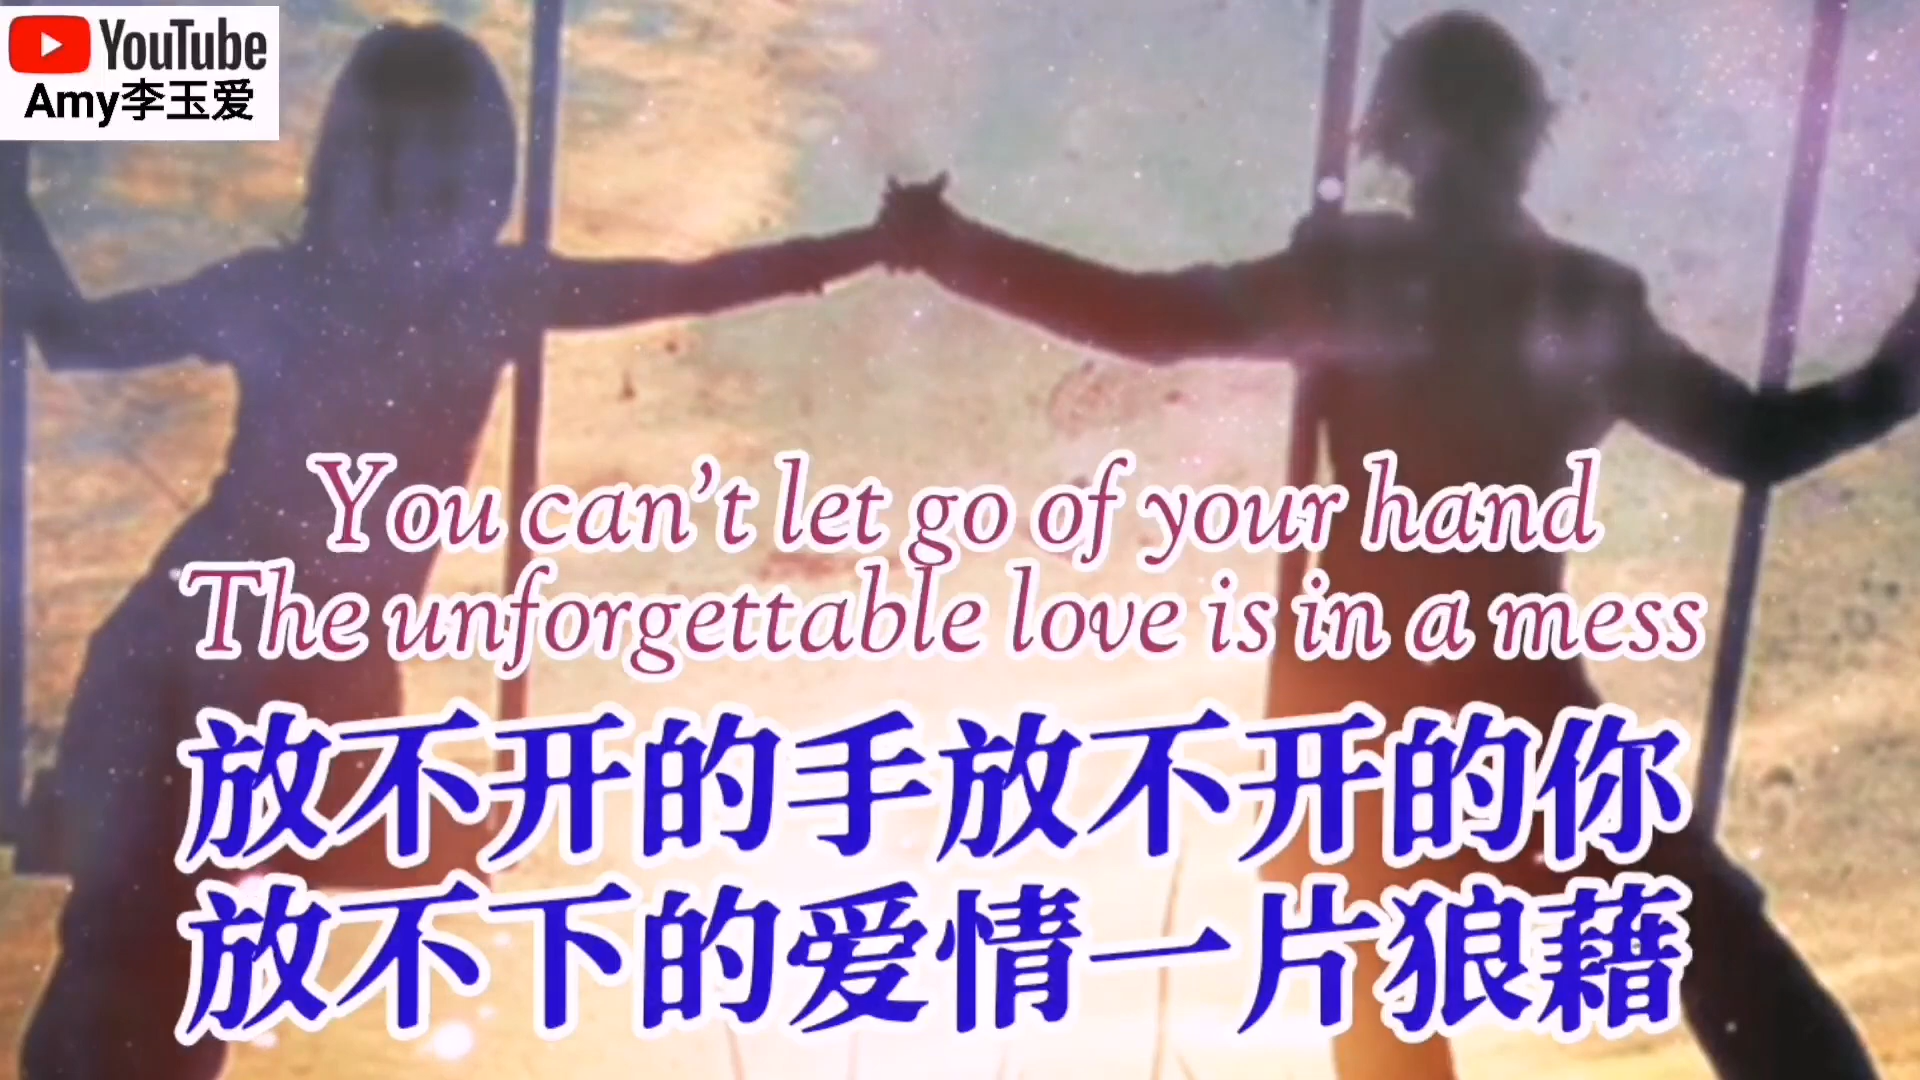 YouTube
Amy李玉爱
You can't let go of your hand
The unforgettable love is in a mess
放不开的手放不开的你
放不下的爱情一片狼藉